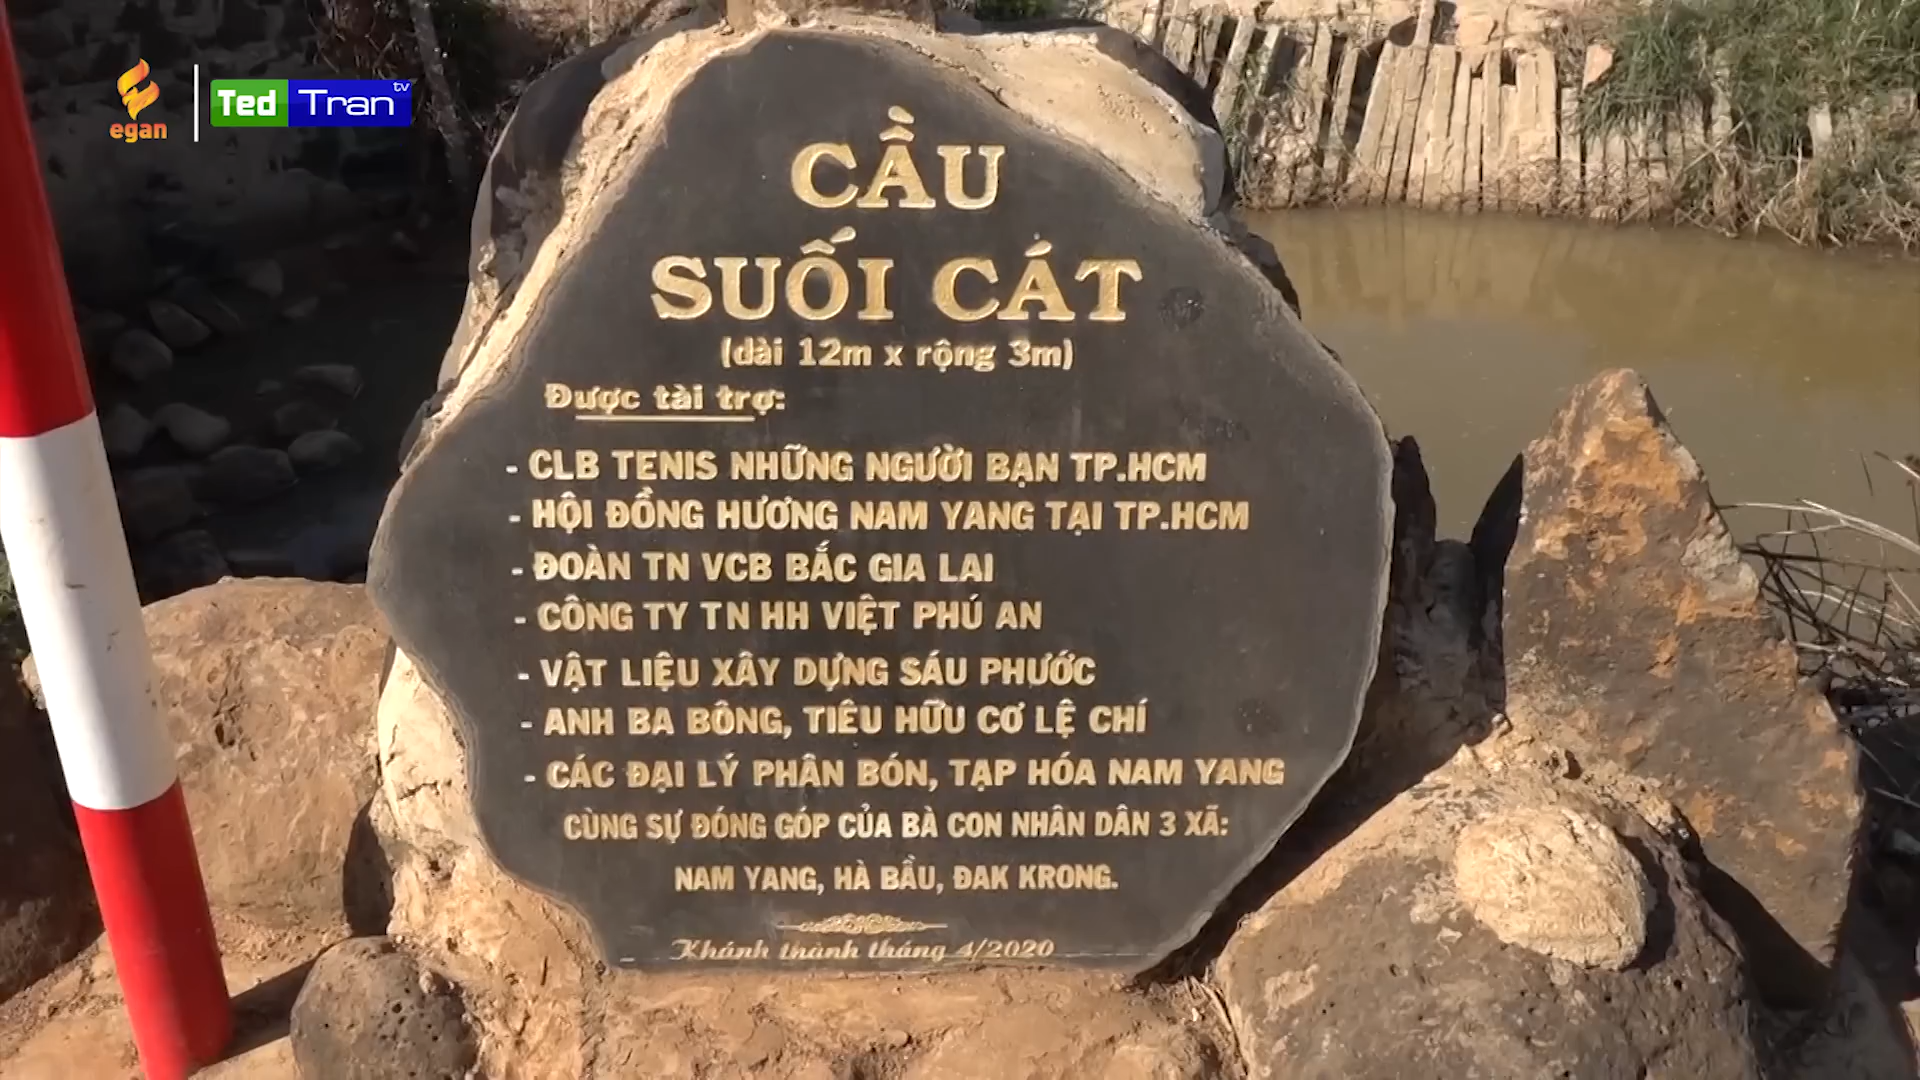 egan
Ted Tran tv
CẦU
SUỐI CÁT
(dài 12m x rộng 3m)
Được tài trợ:
- CLB TENIS NHỮNG NGƯỜI BẠN TP.HCM
- HỘI ĐỒNG HƯƠNG NAM YANG TẠI TP.HCM
- ĐOÀN TN VCB BẮC GIA LAI
- CÔNG TY TN HH VIỆT PHÚ AN
- VẬT LIỆU XÂY DỰNG SÁU PHƯỚC
- ANH BA BÔNG, TIÊU HỮU CƠ LỆ CHÍ
- CÁC ĐẠI LÝ PHÂN BÓN, TẠP HÓA NAM YANG
CÙNG SỰ ĐÓNG GÓP CỦA BÀ CON NHÂN DÂN 3 XÃ:
NAM YANG, HÀ BẦU, ĐAK KRONG.
Khánh thành tháng 4/2020